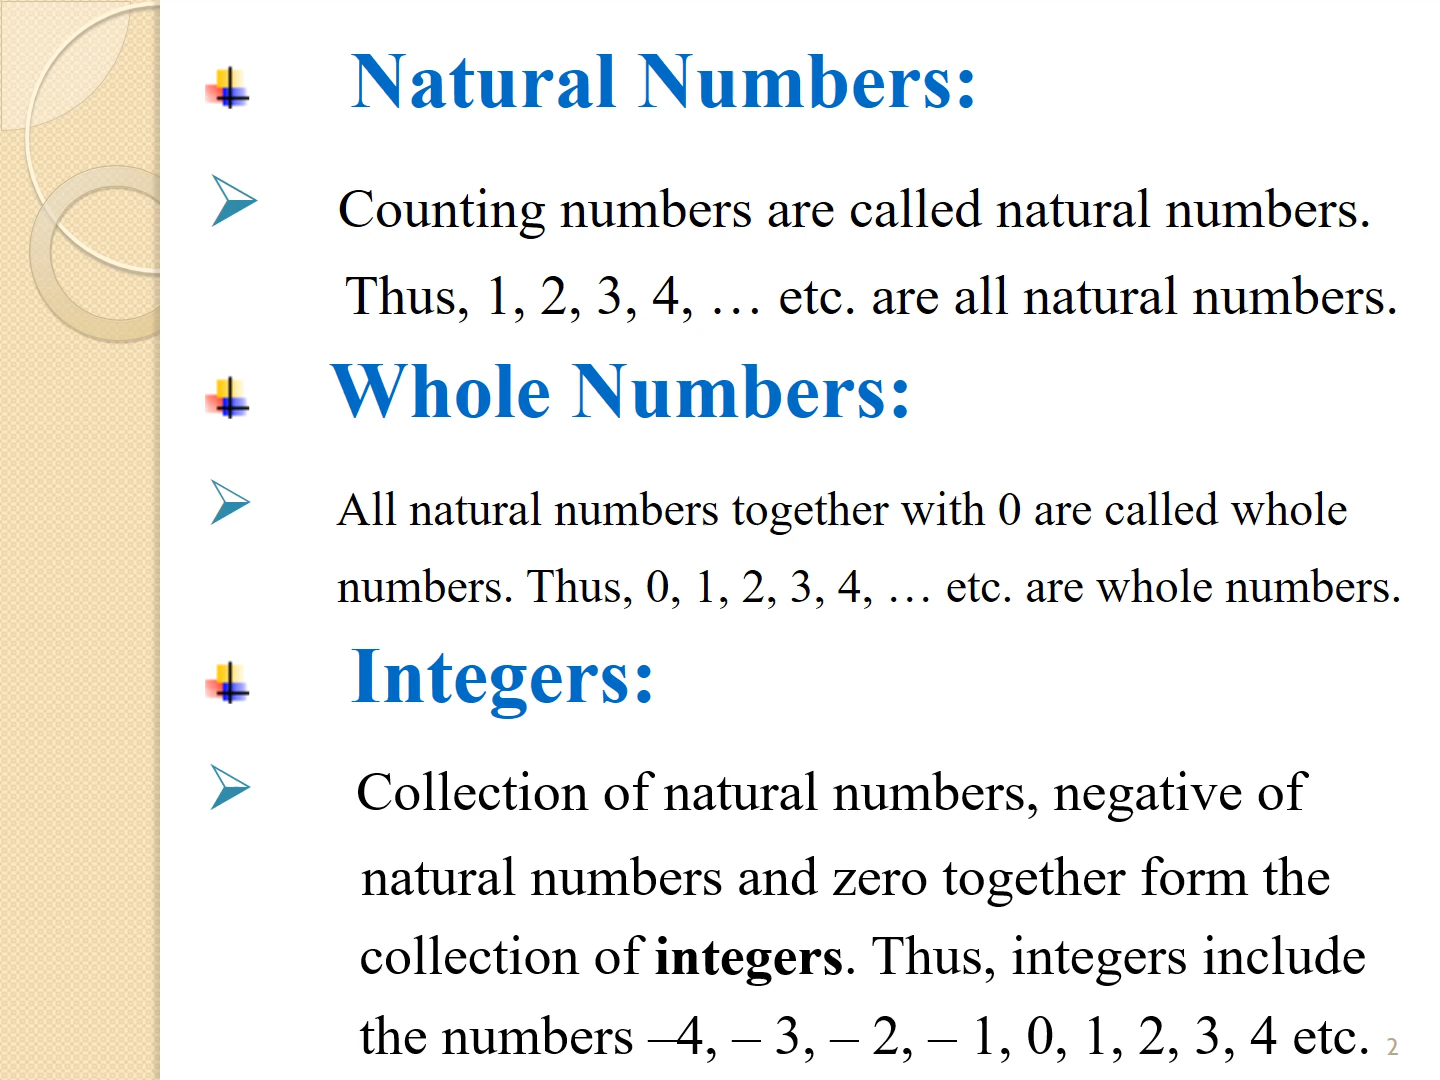 Natural Numbers:
Counting numbers are called natural numbers.
Thus, 1, 2, 3, 4, … etc. are all natural numbers.
Whole Numbers:
All natural numbers together with 0 are called whole
numbers. Thus, 0, 1, 2, 3, 4, … etc. are whole numbers.
Integers:
Collection of natural numbers, negative of
natural numbers and zero together form the
collection of integers. Thus, integers include
the numbers –4, – 3, – 2, – 1, 0, 1, 2, 3, 4 etc.
2